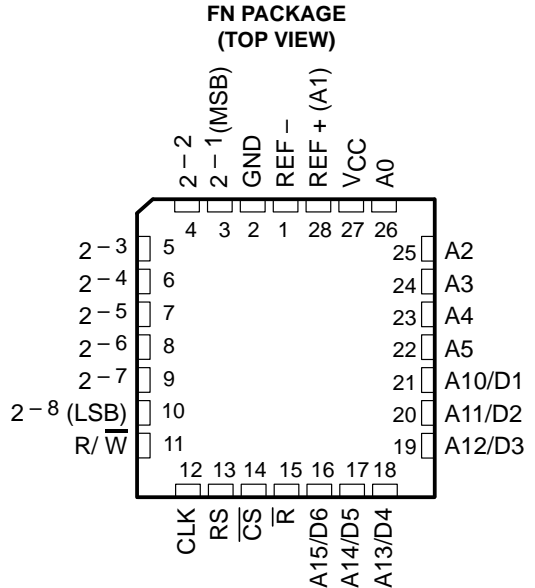 FN PACKAGE
(TOP VIEW)
2 – 2
2 – 1 (MSB)
GND
REF –
REF + (A1)
VCC
A0
4 3 2 1 28 27 26
2 – 3 5 25 A2
2 – 4 6 24 A3
2 – 5 7 23 A4
2 – 6 8 22 A5
2 – 7 9 21 A10/D1
2 – 8 (LSB) 10 20 A11/D2
R/ W̅ 11 19 A12/D3
12 13 14 15 16 17 18
CLK
RS
C̅S̅
R̅
A15/D6
A14/D5
A13/D4